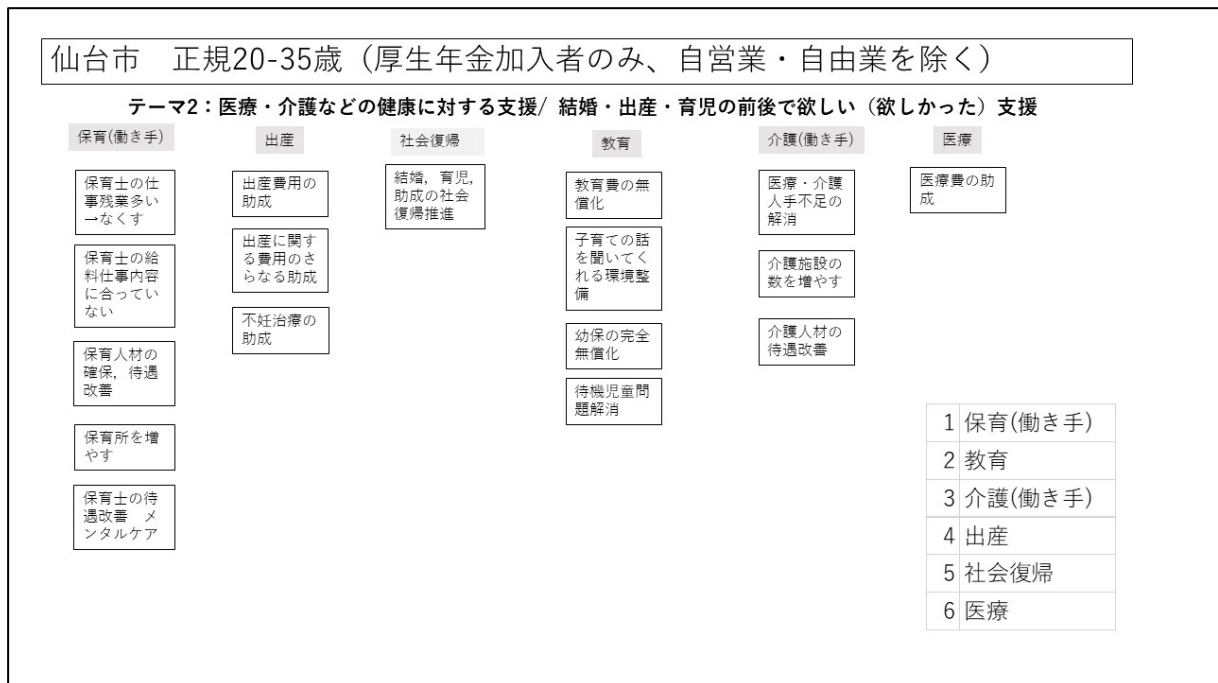 仙台市　正規20-35歳（厚生年金加入者のみ、自営業・自由業を除く）
テーマ2：医療・介護などの健康に対する支援/ 結婚・出産・育児の前後で欲しい（欲しかった）支援
保育(働き手)
保育士の仕
事残業多い
→なくす
保育士の給
料仕事内容
に合ってい
ない
保育人材の
確保, 待遇
改善
保育所を増
やす
保育士の待
遇改善　メ
ンタルケア
出産
出産費用の
助成
出産に関す
る費用のさ
らなる助成
不妊治療の
助成
社会復帰
結婚, 育児,
助成の社会
復帰推進
教育
教育費の無
償化
子育ての話
を聞いてく
れる環境整
備
幼保の完全
無償化
待機児童問
題解消
介護(働き手)
医療・介護
人手不足の
解消
介護施設の
数を増やす
介護人材の
待遇改善
医療
医療費の助
成
1 保育(働き手)
2 教育
3 介護(働き手)
4 出産
5 社会復帰
6 医療